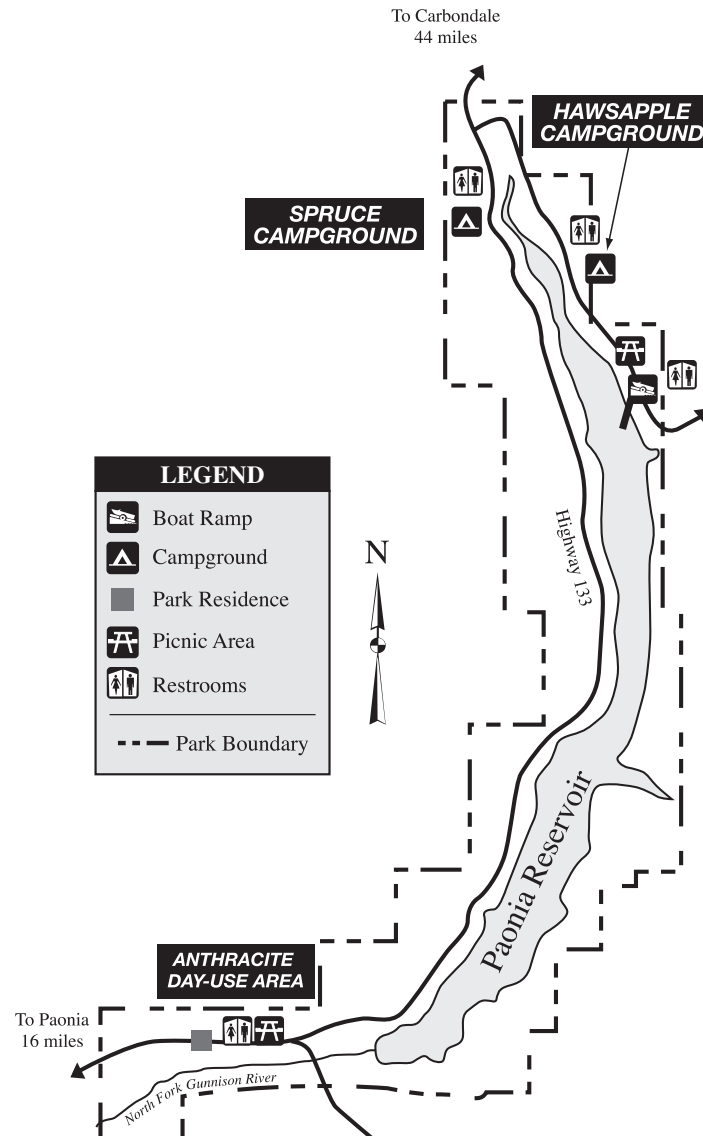 To Carbondale
44 miles
HAWSAPPLE
CAMPGROUND
SPRUCE
CAMPGROUND
LEGEND
Boat Ramp
Campground
Park Residence
Picnic Area
Restrooms
Park Boundary
N
Highway 133
Paonia Reservoir
ANTHRACITE
DAY-USE AREA
To Paonia
16 miles
North Fork Gunnison River